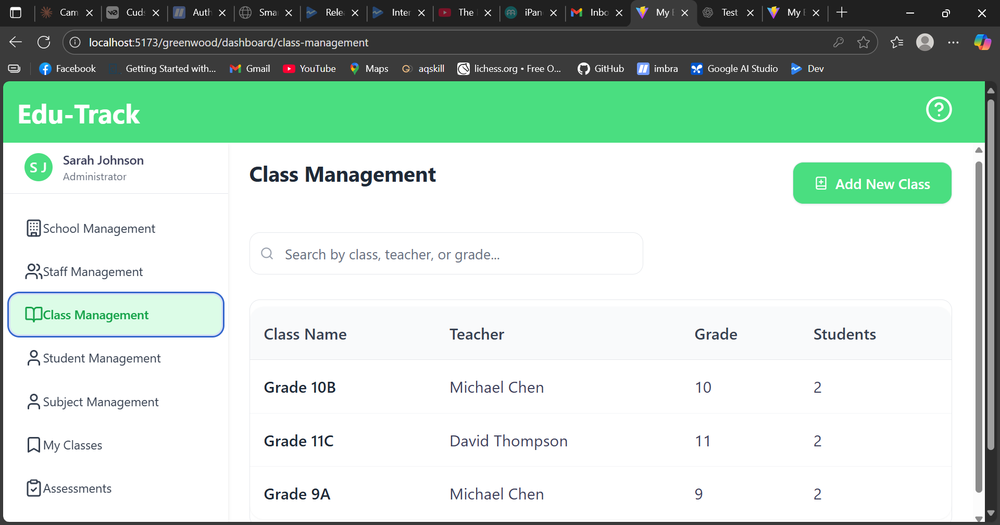 Cam
Cuds
Auth
Smar
Relea
Inter
The
iPan
Inbo
My E
Test
My E
localhost:5173/greenwood/dashboard/class-management
Facebook
Getting Started with...
Gmail
YouTube
Maps
aqskill
lichess.org • Free O...
GitHub
imbra
Google AI Studio
Dev
Edu-Track
S J
Sarah Johnson
Administrator
School Management
Staff Management
Class Management
Student Management
Subject Management
My Classes
Assessments
Class Management
Add New Class
Search by class, teacher, or grade...
Class Name Teacher Grade Students
Grade 10B Michael Chen 10 2
Grade 11C David Thompson 11 2
Grade 9A Michael Chen 9 2